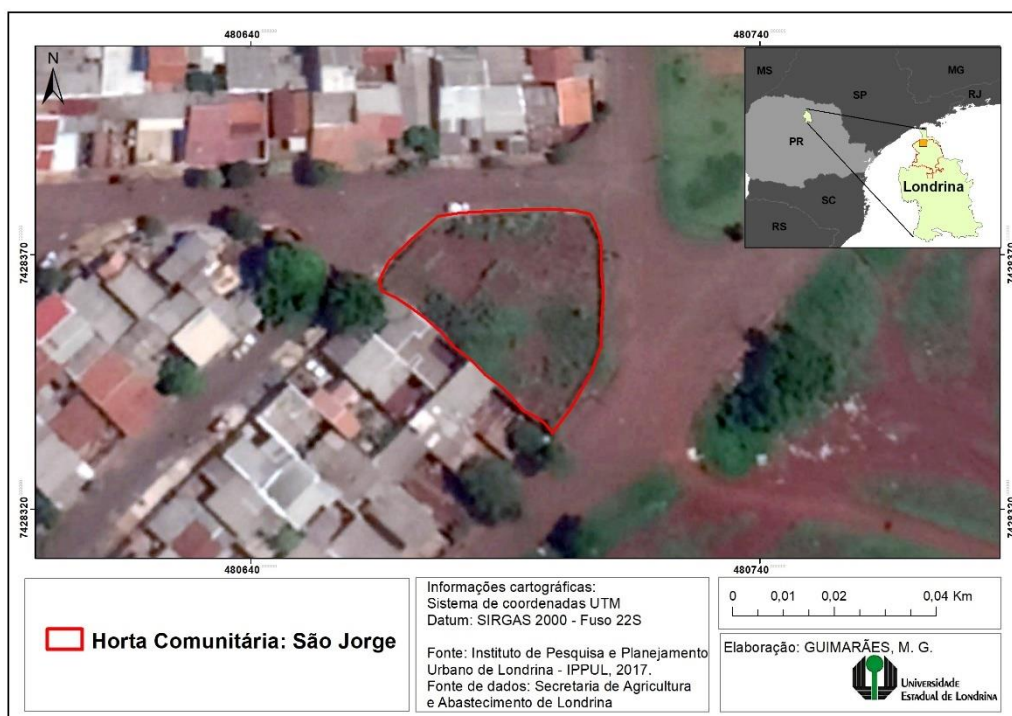 480640
480740
N
MS
MG
SP
RJ
PR
Londrina
SC
RS
7428370
7428370
7428320
7428320
480640
480740
Horta Comunitária: São Jorge
Informações cartográficas:
Sistema de coordenadas UTM
Datum: SIRGAS 2000 - Fuso 22S
Fonte: Instituto de Pesquisa e Planejamento
Urbano de Londrina - IPPUL, 2017.
Fonte de dados: Secretaria de Agricultura
e Abastecimento de Londrina
0 0,01 0,02 0,04 Km
Elaboração: GUIMARÃES, M. G.
Universidade
Estadual de Londrina